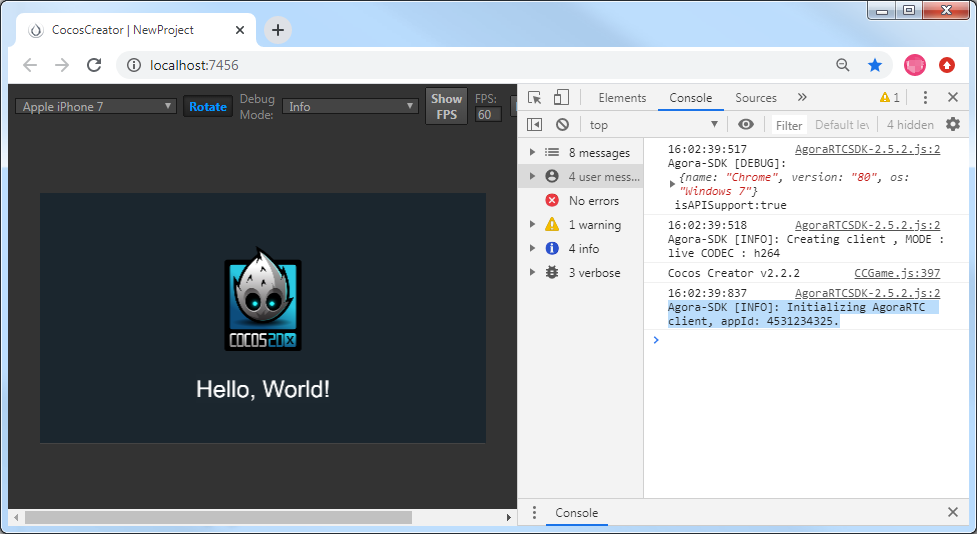 CocosCreator | NewProject
localhost:7456
Apple iPhone 7
Rotate
Debug
Mode:
Info
Show
FPS
FPS:
60
COCOS2DX
Hello, World!
Elements
Console
Sources
1
top
Filter
Default lev
4 hidden
8 messages
4 user mess...
No errors
1 warning
4 info
3 verbose
16:02:39:517 AgoraRTCSDK-2.5.2.js:2
Agora-SDK [DEBUG]:
{name: "Chrome", version: "80", os:
"Windows 7"}
isAPISupport:true
16:02:39:518 AgoraRTCSDK-2.5.2.js:2
Agora-SDK [INFO]: Creating client , MODE :
live CODEC : h264
Cocos Creator v2.2.2 CCGame.js:397
16:02:39:837 AgoraRTCSDK-2.5.2.js:2
Agora-SDK [INFO]: Initializing AgoraRTC
client, appId: 4531234325.
Console